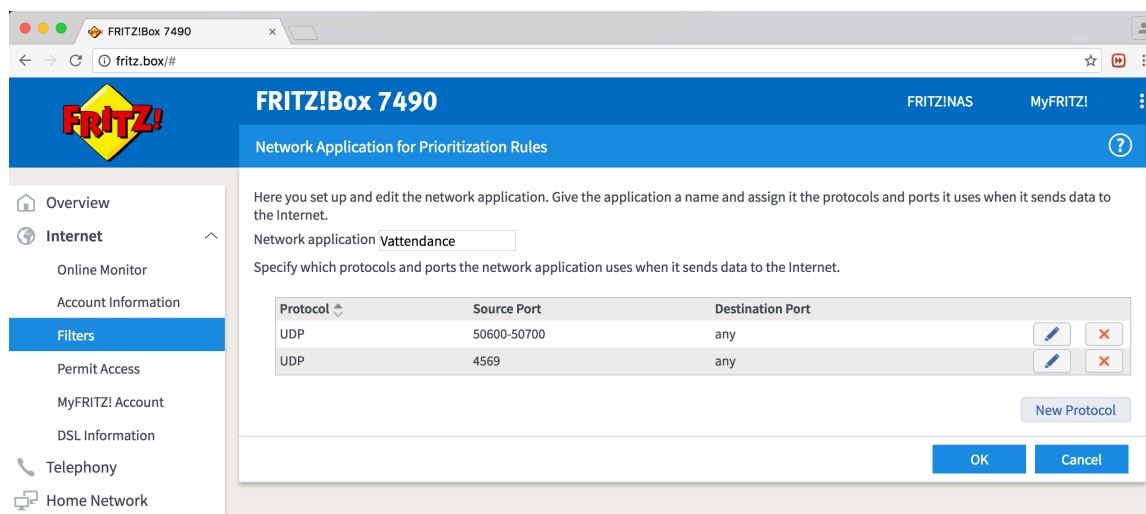 FRITZ!Box 7490
fritz.box/#
FRITZ!
FRITZ!Box 7490
FRITZ!NAS
MyFRITZ!
Network Application for Prioritization Rules
?
Overview
Internet
Online Monitor
Account Information
Filters
Permit Access
MyFRITZ! Account
DSL Information
Telephony
Home Network
Here you set up and edit the network application. Give the application a name and assign it the protocols and ports it uses when it sends data to
the Internet.
Network application Vattendance
Specify which protocols and ports the network application uses when it sends data to the Internet.
Protocol Source Port Destination Port
UDP 50600-50700 any
UDP 4569 any
New Protocol
OK Cancel